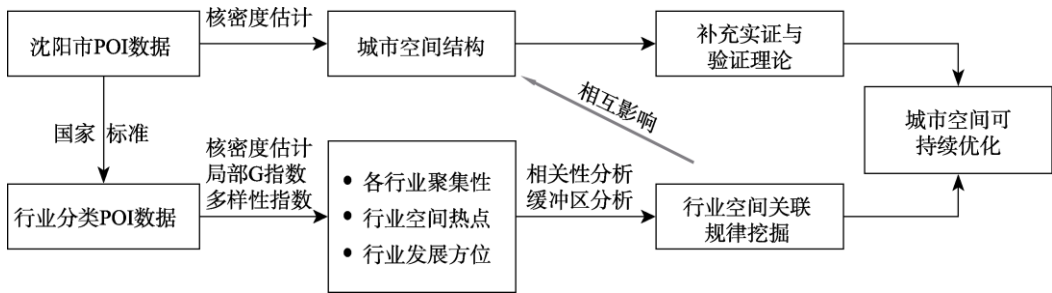 核密度估计
沈阳市POI数据
城市空间结构
补充实证与
验证理论
相互影响
城市空间可
持续优化
国家 标准
核密度估计
局部G指数
多样性指数
行业分类POI数据
• 各行业聚集性
• 行业空间热点
• 行业发展方位
相关性分析
缓冲区分析
行业空间关联
规律挖掘